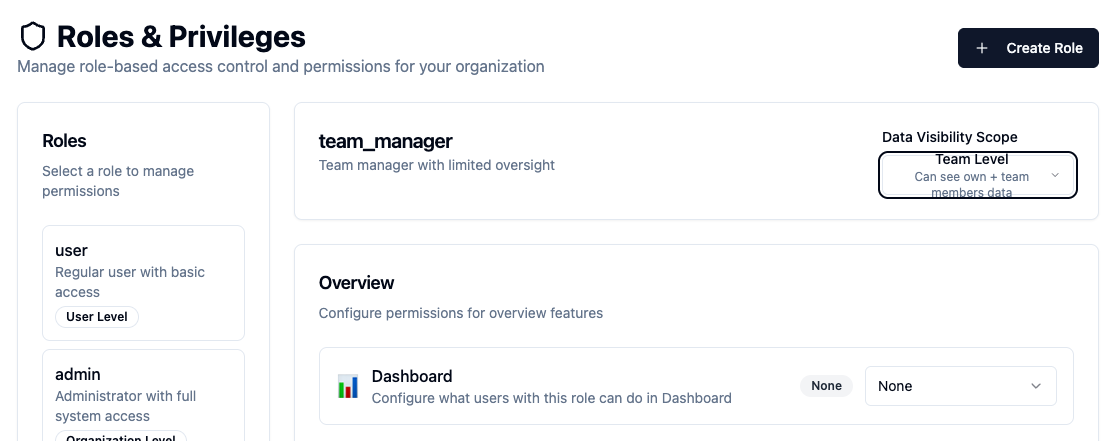 Roles & Privileges
Manage role-based access control and permissions for your organization
+ Create Role
Roles
Select a role to manage
permissions
user
Regular user with basic
access
User Level
admin
Administrator with full
system access
Organization Level
team_manager
Team manager with limited oversight
Data Visibility Scope
Team Level
Can see own + team
members data
Overview
Configure permissions for overview features
Dashboard
Configure what users with this role can do in Dashboard
None
None